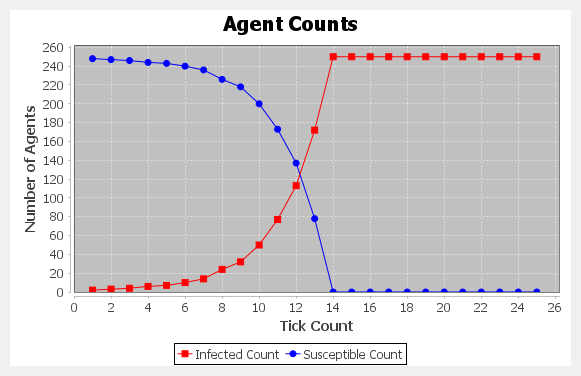 Agent Counts
260
240
220
200
180
160
140
120
100
80
60
40
20
0
Number of Agents
0 2 4 6 8 10 12 14 16 18 20 22 24 26
Tick Count
Infected Count Susceptible Count